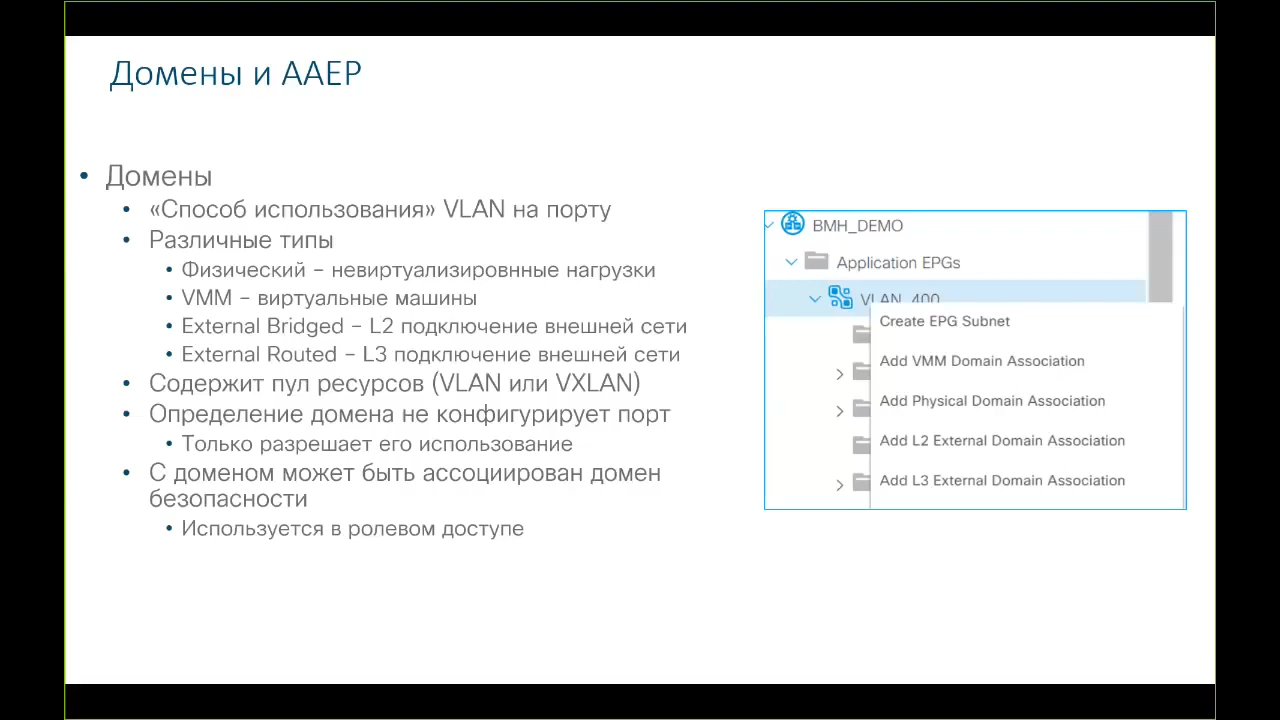 Домены и AAEP
• Домены
• «Способ использования» VLAN на порту
• Различные типы
• Физический – невиртуализировнные нагрузки
• VMM – виртуальные машины
• External Bridged – L2 подключение внешней сети
• External Routed – L3 подключение внешней сети
• Содержит пул ресурсов (VLAN или VXLAN)
• Определение домена не конфигурирует порт
• Только разрешает его использование
• С доменом может быть ассоциирован домен
безопасности
• Используется в ролевом доступе
BMH_DEMO
Application EPGs
VLAN_400
Create EPG Subnet
Add VMM Domain Association
Add Physical Domain Association
Add L2 External Domain Association
Add L3 External Domain Association